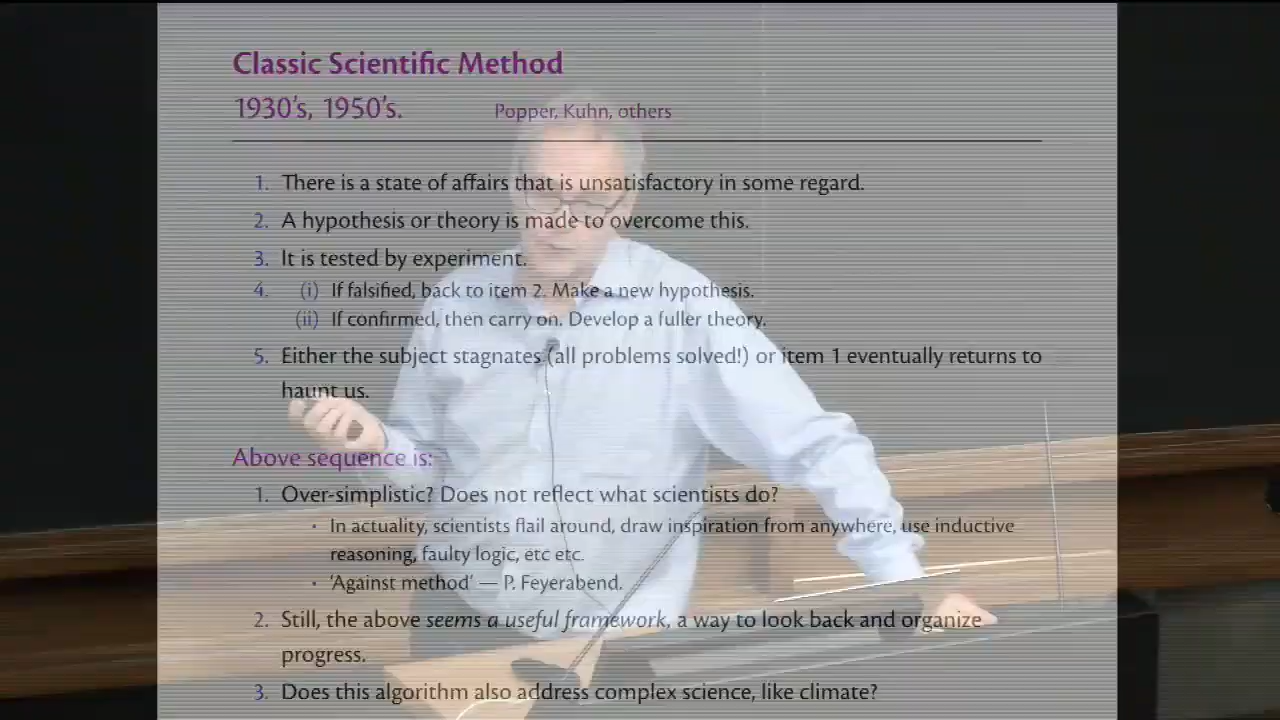 Classic Scientific Method
1930's, 1950's. Popper, Kuhn, others
1. There is a state of affairs that is unsatisfactory in some regard.
2. A hypothesis or theory is made to overcome this.
3. It is tested by experiment.
4. (i) If falsified, back to item 2. Make a new hypothesis.
(ii) If confirmed, then carry on. Develop a fuller theory.
5. Either the subject stagnates (all problems solved!) or item 1 eventually returns to
haunt us.
Above sequence is:
1. Over-simplistic? Does not reflect what scientists do?
• In actuality, scientists flail around, draw inspiration from anywhere, use inductive
reasoning, faulty logic, etc etc.
• 'Against method' — P. Feyerabend.
2. Still, the above seems a useful framework, a way to look back and organize
progress.
3. Does this algorithm also address complex science, like climate?